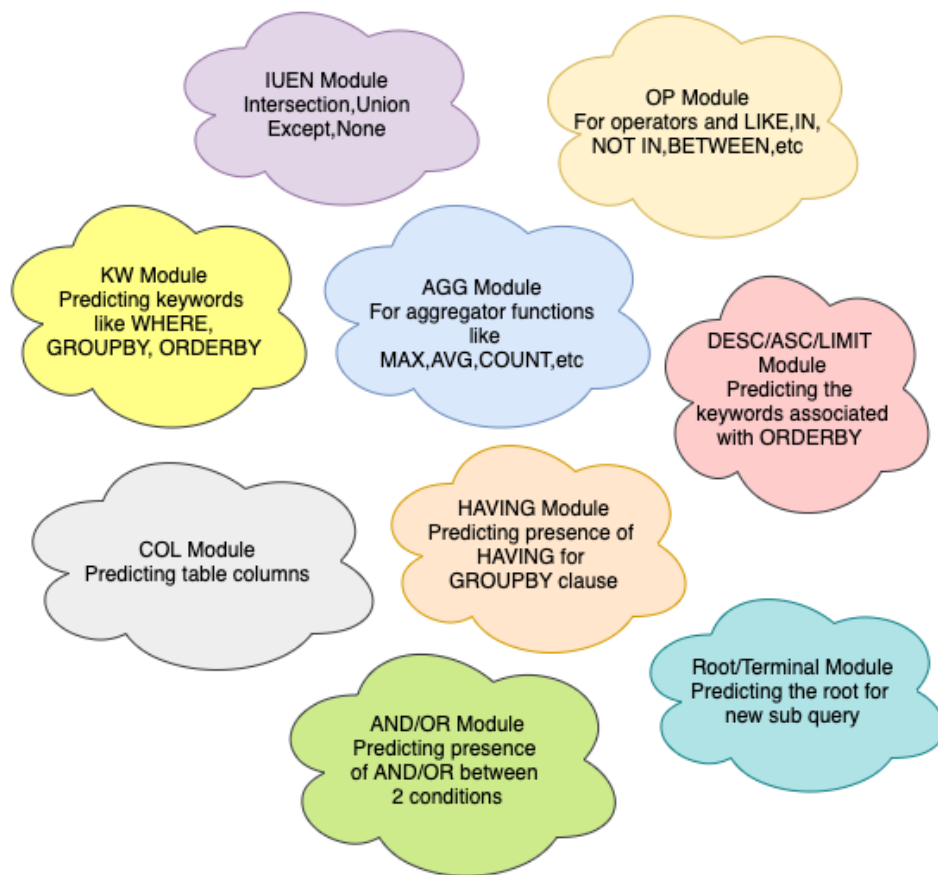 IUEN Module
Intersection,Union
Except,None
OP Module
For operators and LIKE,IN,
NOT IN,BETWEEN,etc
KW Module
Predicting keywords
like WHERE,
GROUPBY, ORDERBY
AGG Module
For aggregator functions
like
MAX,AVG,COUNT,etc
DESC/ASC/LIMIT
Module
Predicting the
keywords associated
with ORDERBY
COL Module
Predicting table columns
HAVING Module
Predicting presence of
HAVING for
GROUPBY clause
Root/Terminal Module
Predicting the root for
new sub query
AND/OR Module
Predicting presence
of AND/OR between
2 conditions